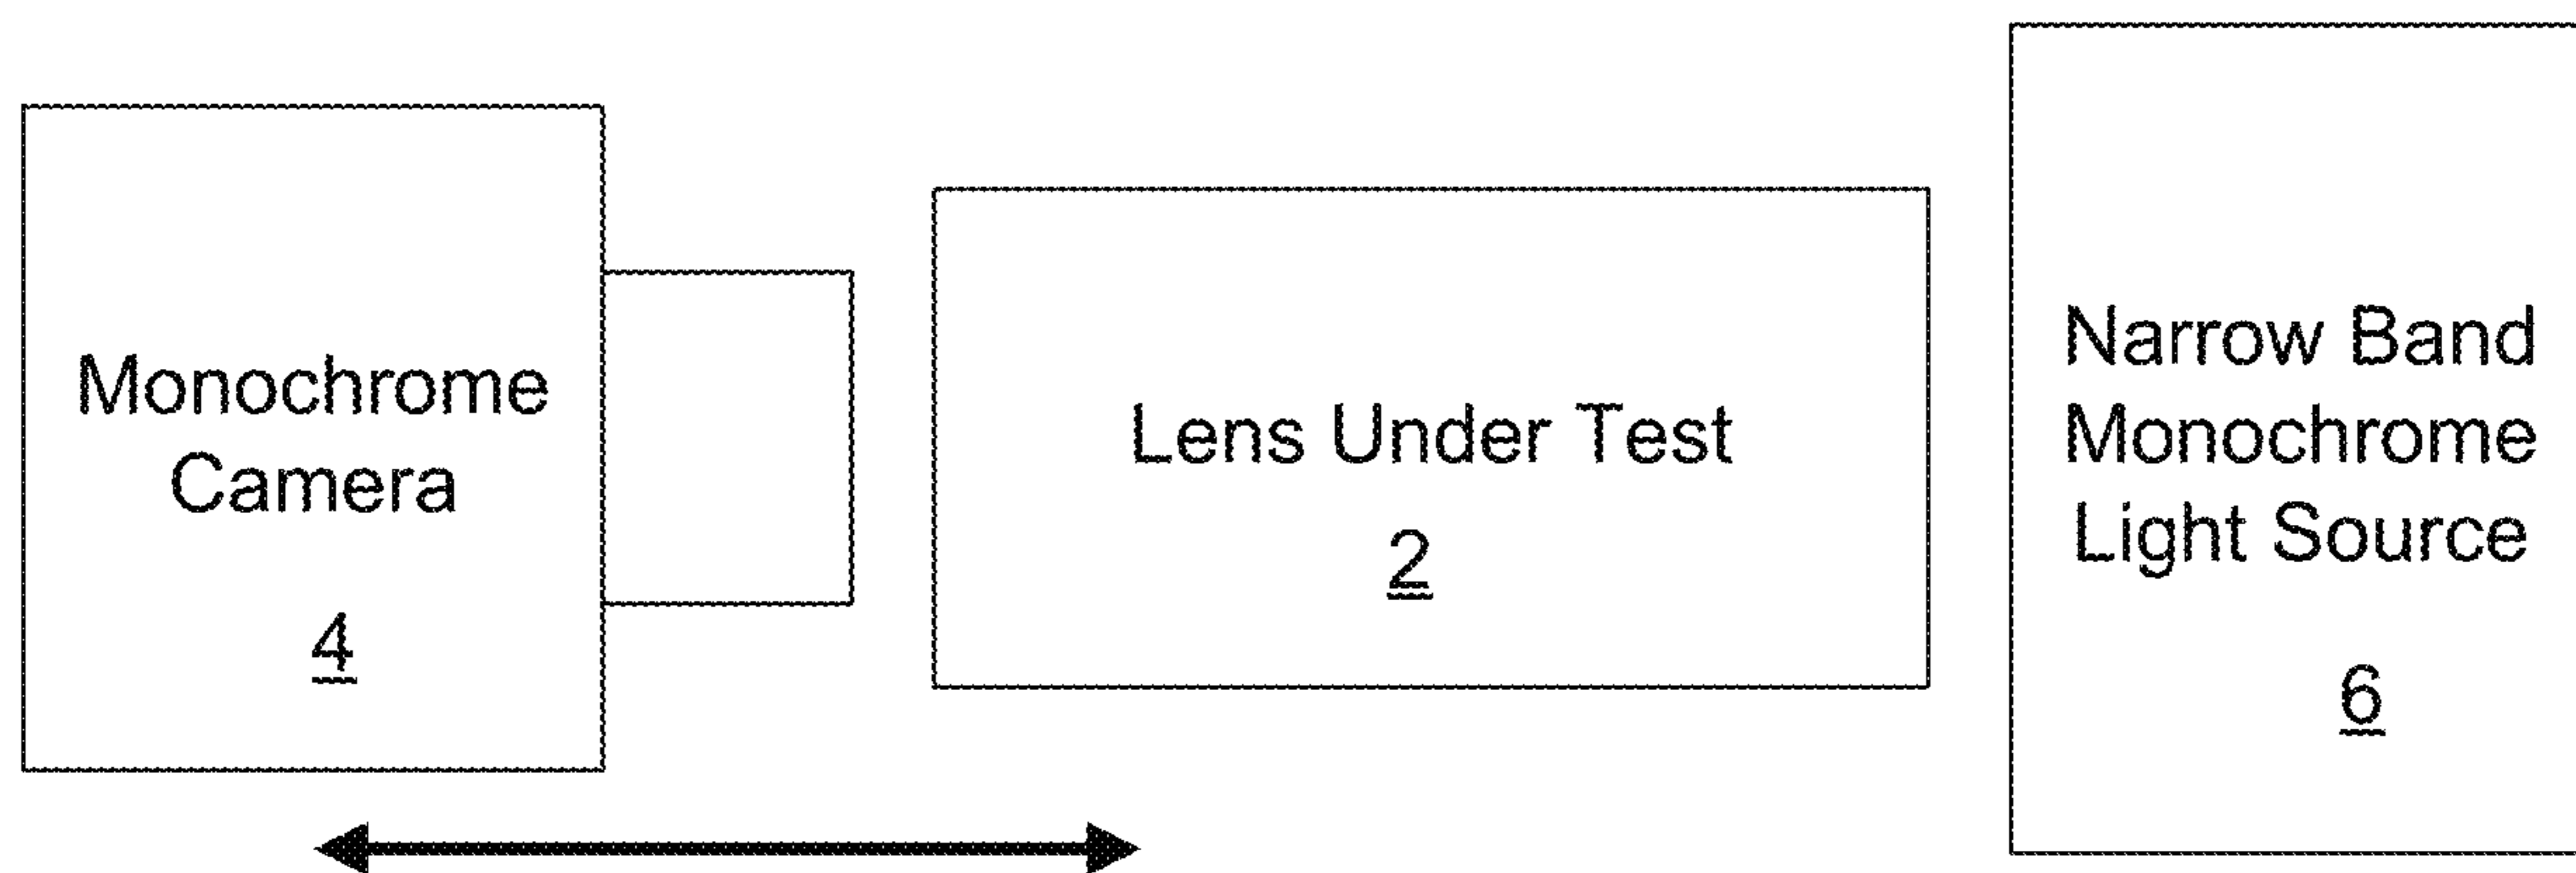 Monochrome
Camera
4
Lens Under Test
2
Narrow Band
Monochrome
Light Source
6